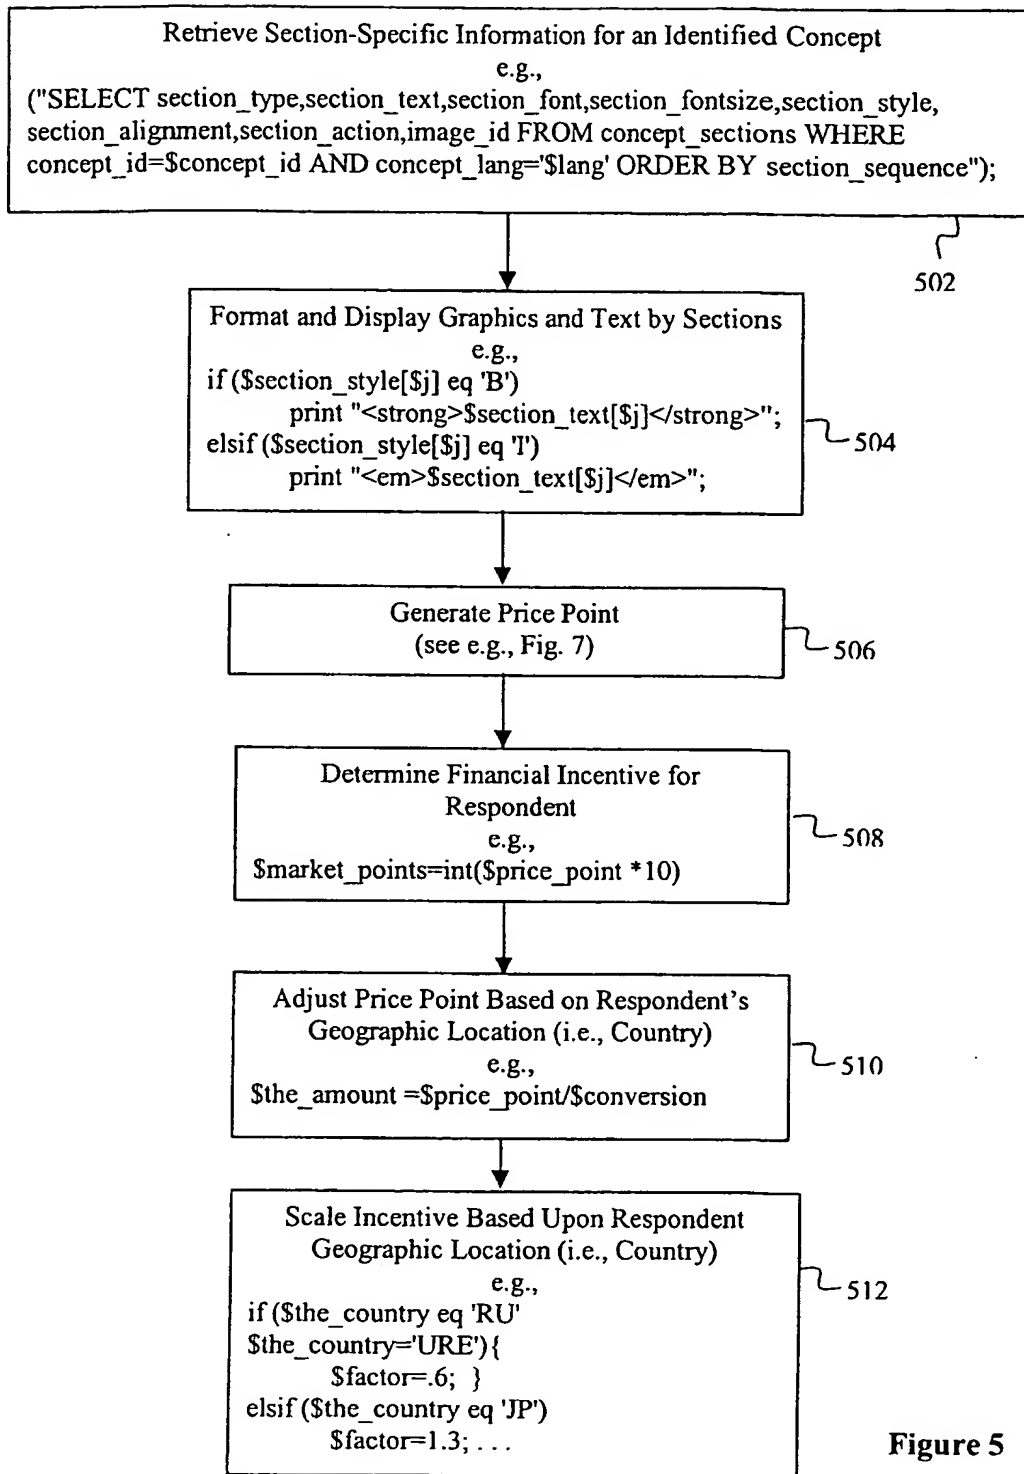 Retrieve Section-Specific Information for an Identified Concept
e.g.,
("SELECT section_type,section_text,section_font,section_fontsize,section_style,
section_alignment,section_action,image_id FROM concept_sections WHERE
concept_id=$concept_id AND concept_lang='$lang' ORDER BY section_sequence");
502
Format and Display Graphics and Text by Sections
e.g.,
if ($section_style[$j] eq 'B')
print "<strong>$section_text[$j]</strong>";
elsif ($section_style[$j] eq 'I')
print "<em>$section_text[$j]</em>";
504
Generate Price Point
(see e.g., Fig. 7)
506
Determine Financial Incentive for
Respondent
e.g.,
$market_points=int($price_point *10)
508
Adjust Price Point Based on Respondent's
Geographic Location (i.e., Country)
e.g.,
$the_amount =$price_point/$conversion
510
Scale Incentive Based Upon Respondent
Geographic Location (i.e., Country)
e.g.,
if ($the_country eq 'RU'
$the_country='URE'){
$factor=.6; }
elsif ($the_country eq 'JP')
$factor=1.3; . . .
512
Figure 5